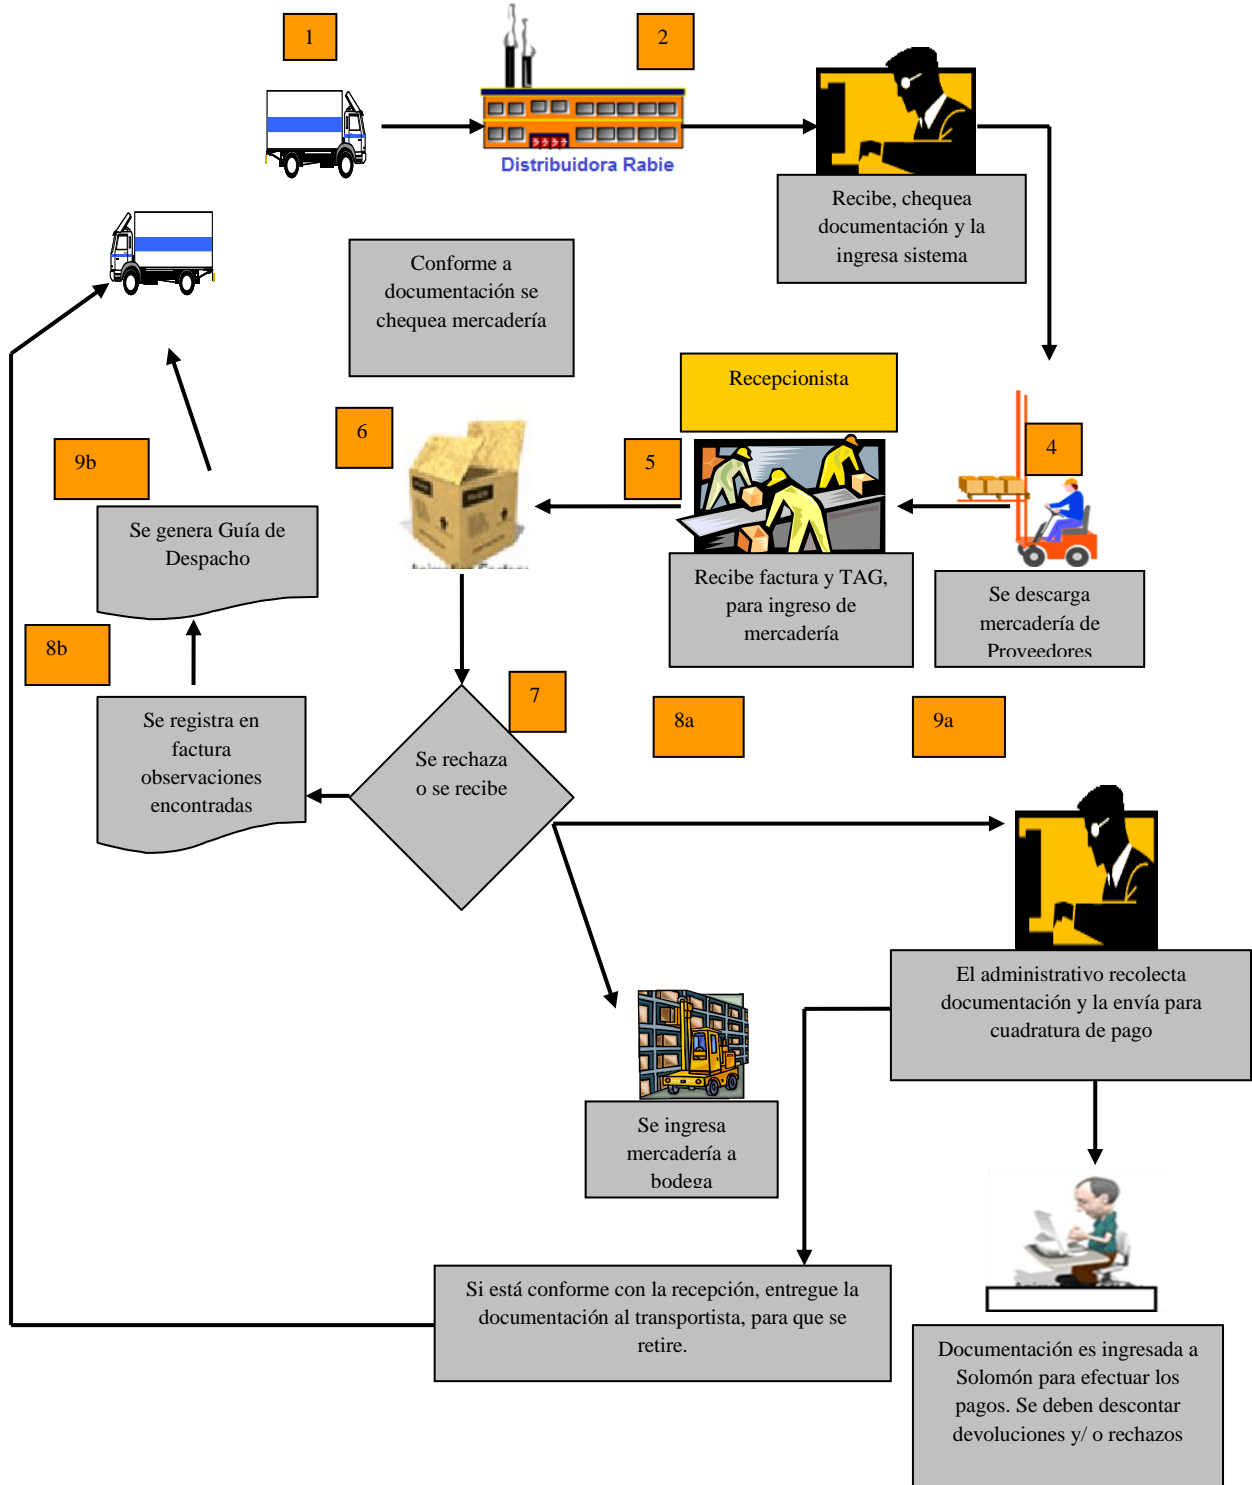 1
2
Distribuidora Rabie
Recibe, chequea
documentación y la
ingresa sistema
Conforme a
documentación se
chequea mercadería
Recepcionista
6
5
4
9b
Se genera Guía de
Despacho
Recibe factura y TAG,
para ingreso de
mercadería
Se descarga
mercadería de
Proveedores
8b
7
8a
9a
Se registra en
factura
observaciones
encontradas
Se rechaza
o se recibe
El administrativo recolecta
documentación y la envía para
cuadratura de pago
Se ingresa
mercadería a
bodega
Si está conforme con la recepción, entregue la
documentación al transportista, para que se
retire.
Documentación es ingresada a
Solomón para efectuar los
pagos. Se deben descontar
devoluciones y/ o rechazos